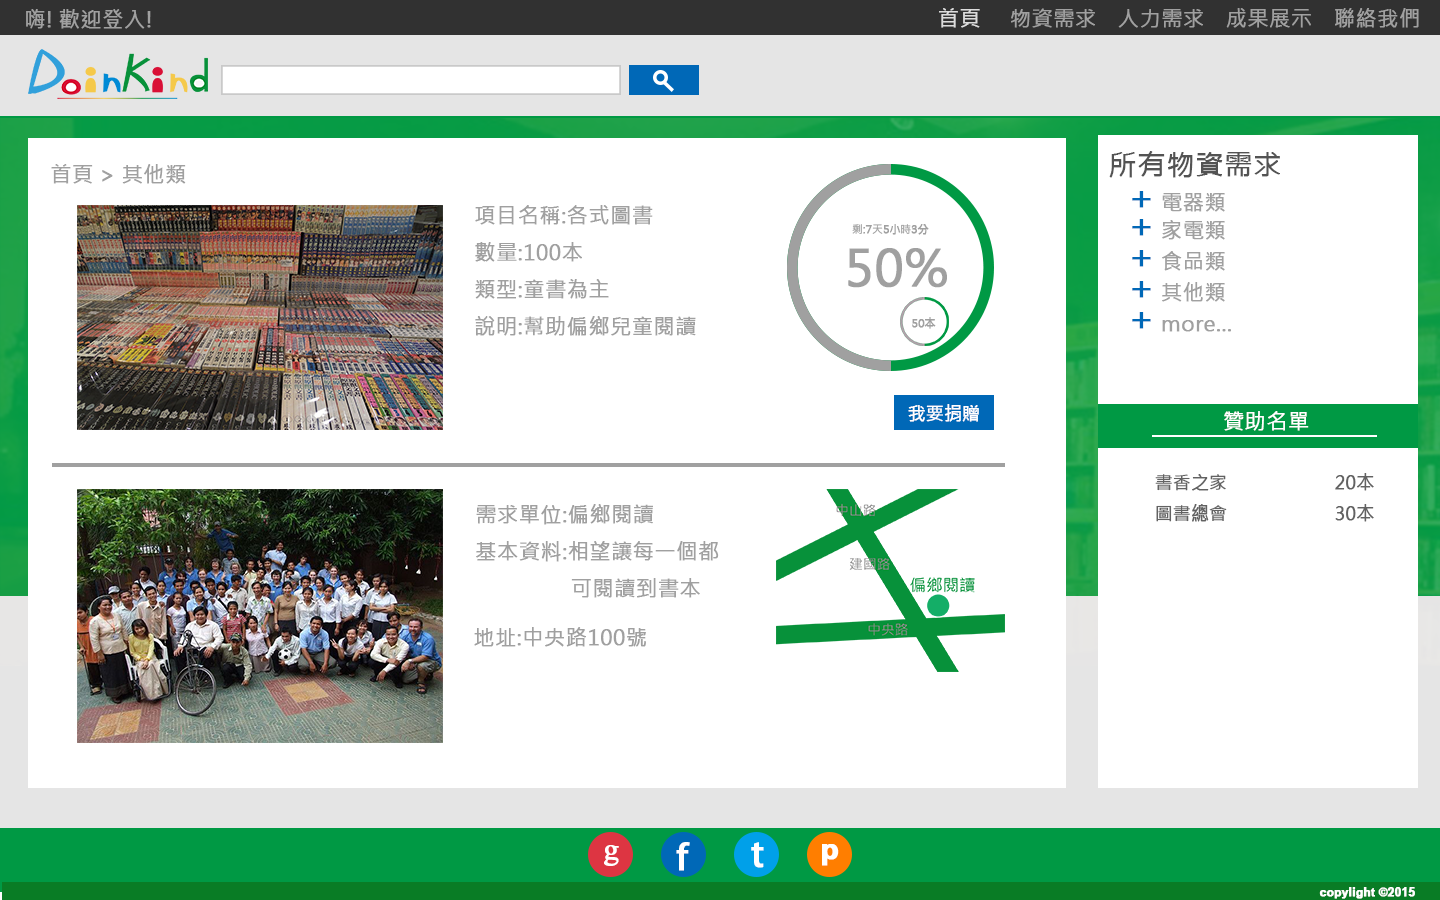 嗨! 歡迎登入!
首頁 物資需求 人力需求 成果展示 聯絡我們
DoinKind
首頁 > 其他類
項目名稱:各式圖書
數量:100本
類型:童書為主
說明:幫助偏鄉兒童閱讀
剩:7天5小時3分
50%
50本
我要捐贈
需求單位:偏鄉閱讀
基本資料:相望讓每一個都
可閱讀到書本
地址:中央路100號
中山路
建國路
偏鄉閱讀
中央路
所有物資需求
+ 電器類
+ 家電類
+ 食品類
+ 其他類
+ more...
贊助名單
書香之家 20本
圖書總會 30本
g f t p
copylight ©2015